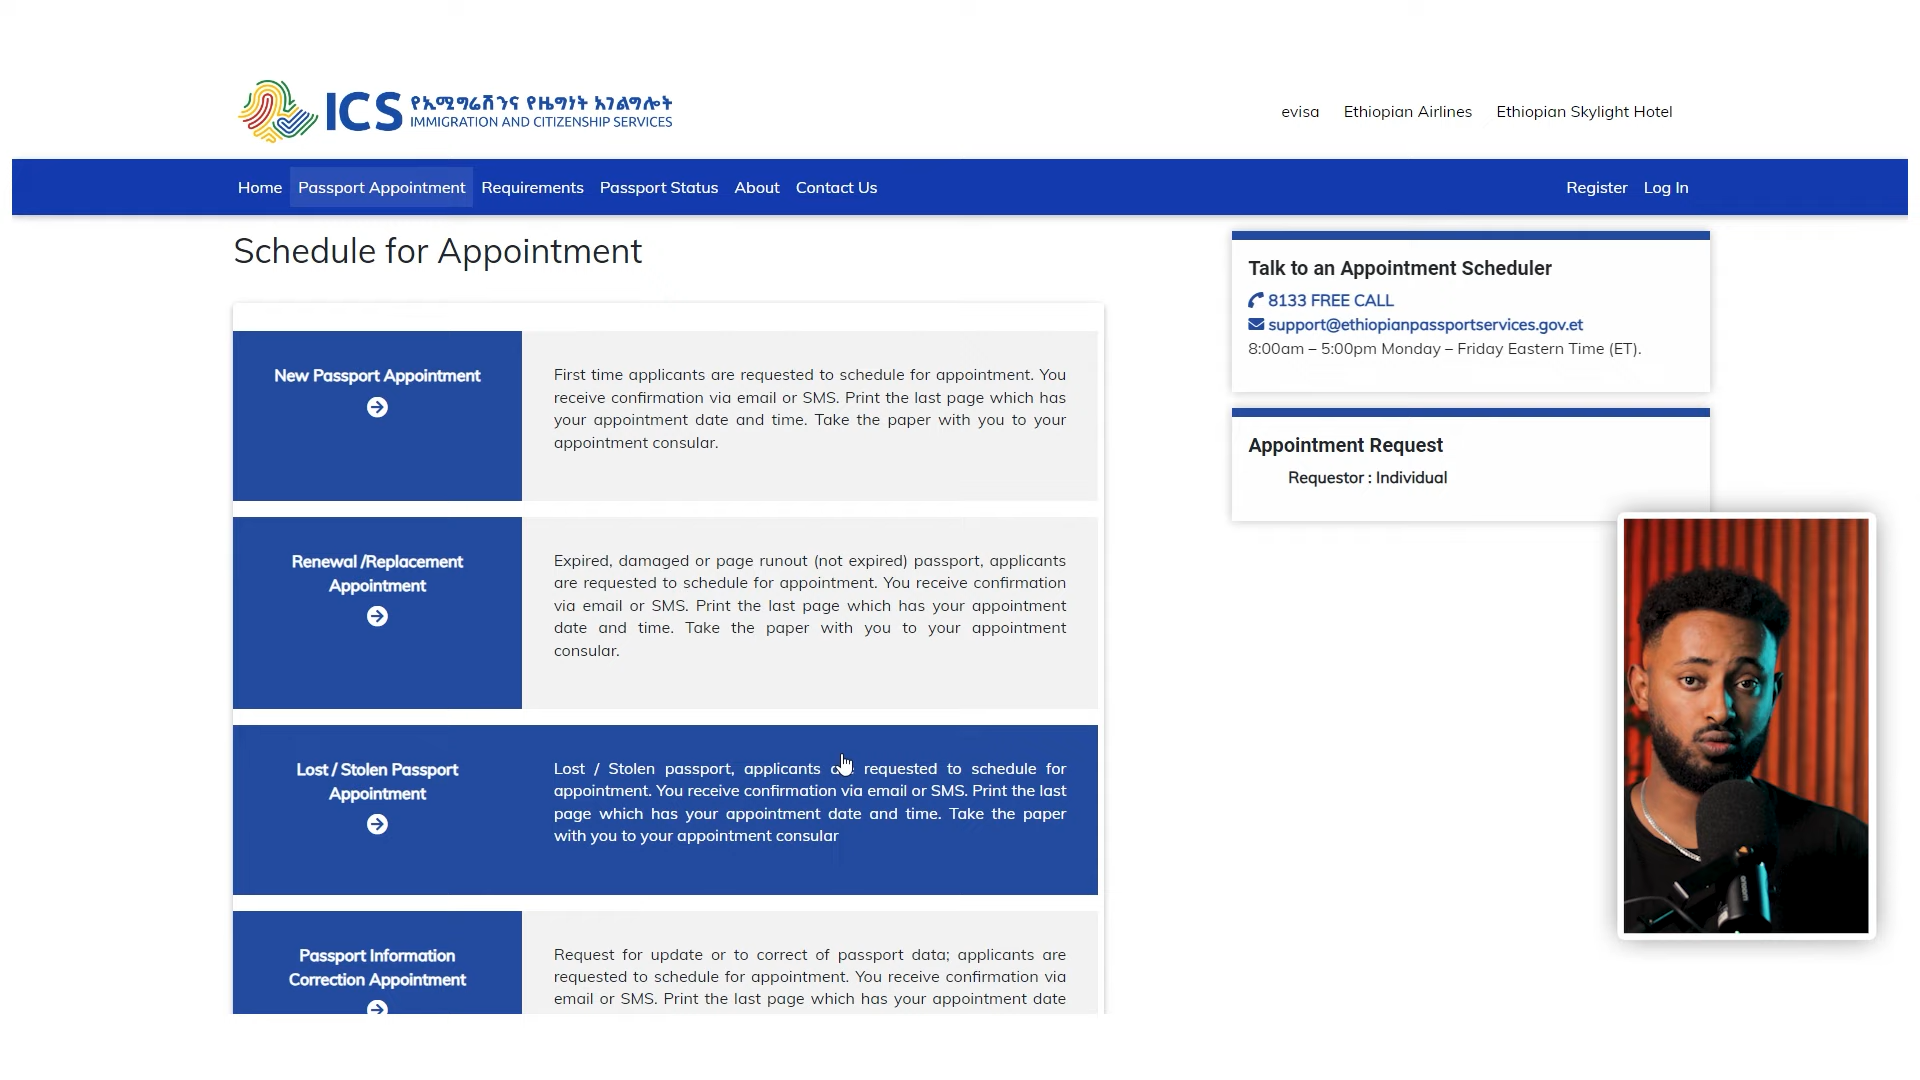 ICS
የኢሚግሬሽንና የዜግነት አገልግሎት
IMMIGRATION AND CITIZENSHIP SERVICES
evisa Ethiopian Airlines Ethiopian Skylight Hotel
Home Passport Appointment Requirements Passport Status About Contact Us Register Log In
Schedule for Appointment
New Passport Appointment
First time applicants are requested to schedule for appointment. You
receive confirmation via email or SMS. Print the last page which has
your appointment date and time. Take the paper with you to your
appointment consular.
Renewal /Replacement
Appointment
Expired, damaged or page runout (not expired) passport, applicants
are requested to schedule for appointment. You receive confirmation
via email or SMS. Print the last page which has your appointment
date and time. Take the paper with you to your appointment
consular.
Lost / Stolen Passport
Appointment
Lost / Stolen passport, applicants are requested to schedule for
appointment. You receive confirmation via email or SMS. Print the last
page which has your appointment date and time. Take the paper
with you to your appointment consular
Passport Information
Correction Appointment
Request for update or to correct of passport data; applicants are
requested to schedule for appointment. You receive confirmation via
email or SMS. Print the last page which has your appointment date
Talk to an Appointment Scheduler
8133 FREE CALL
support@ethiopianpassportservices.gov.et
8:00am – 5:00pm Monday – Friday Eastern Time (ET).
Appointment Request
Requestor : Individual